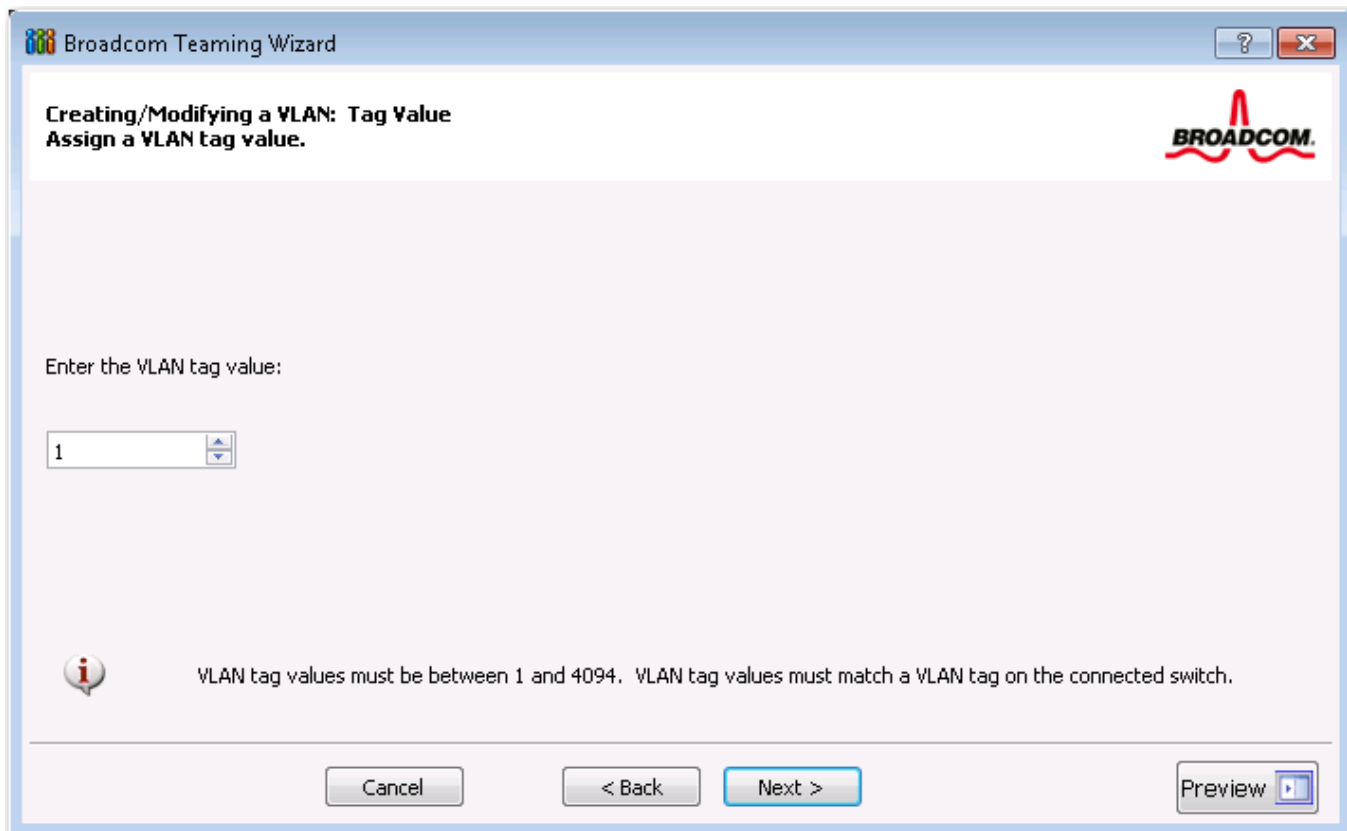 Broadcom Teaming Wizard
Creating/Modifying a VLAN:  Tag Value
Assign a VLAN tag value.
BROADCOM.
Enter the VLAN tag value:
1
VLAN tag values must be between 1 and 4094.  VLAN tag values must match a VLAN tag on the connected switch.
Cancel
< Back
Next >
Preview